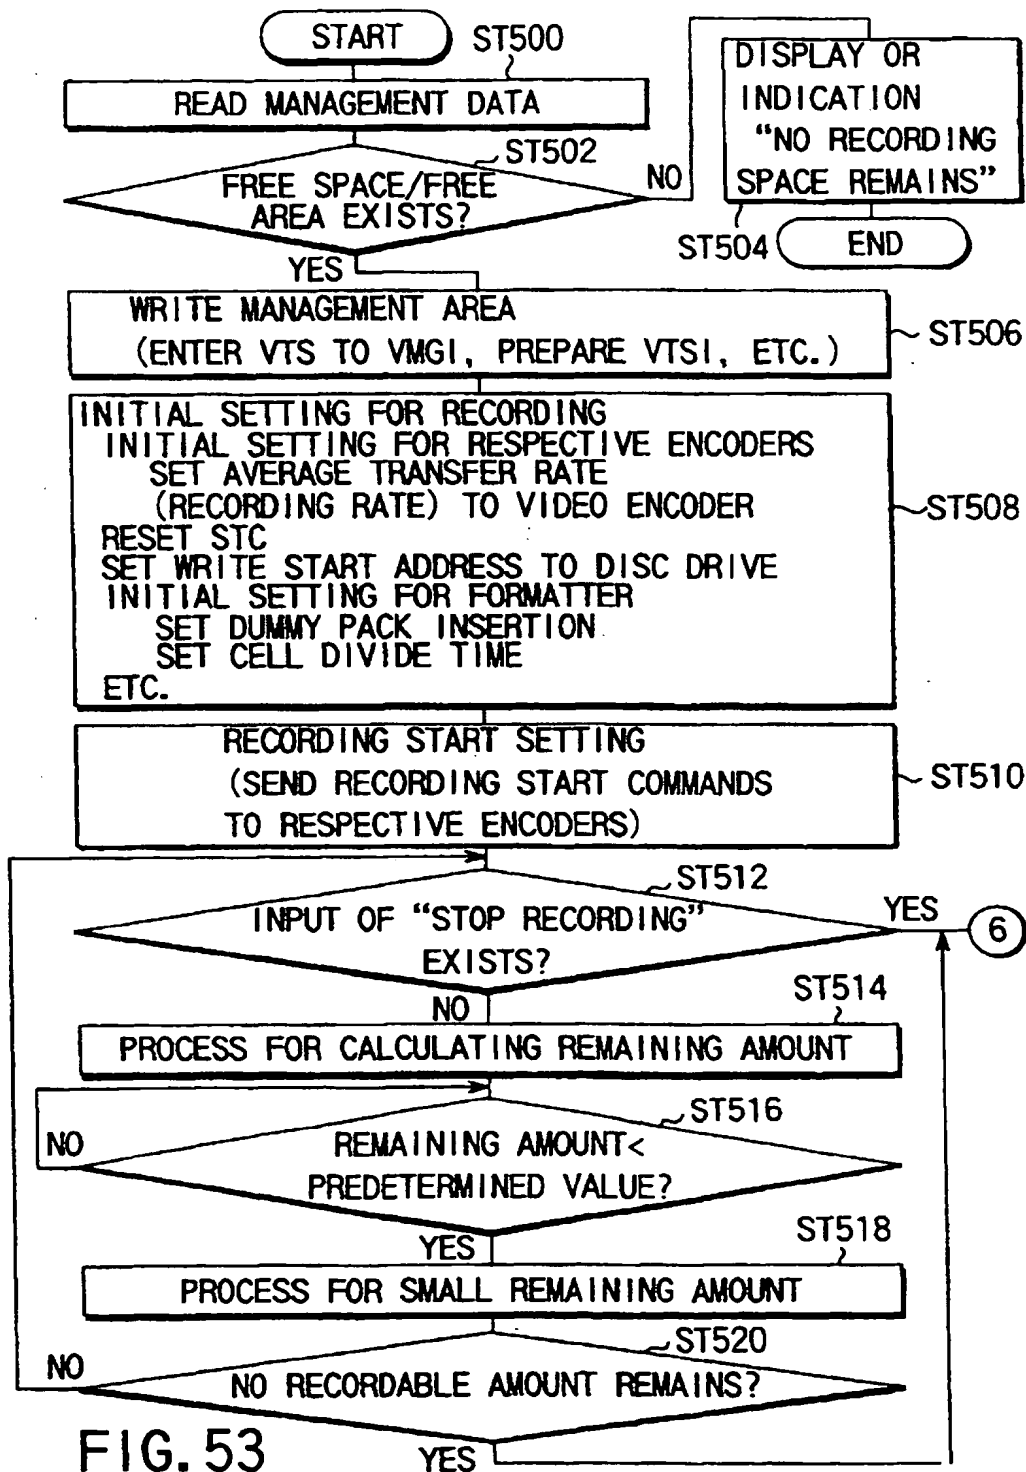 START
ST500
READ MANAGEMENT DATA
ST502
FREE SPACE/FREE
AREA EXISTS?
NO
DISPLAY OR
INDICATION
"NO RECORDING
SPACE REMAINS"
ST504
END
YES
WRITE MANAGEMENT AREA
(ENTER VTS TO VMGI, PREPARE VTSI, ETC.)
ST506
INITIAL SETTING FOR RECORDING
INITIAL SETTING FOR RESPECTIVE ENCODERS
SET AVERAGE TRANSFER RATE
(RECORDING RATE) TO VIDEO ENCODER
RESET STC
SET WRITE START ADDRESS TO DISC DRIVE
INITIAL SETTING FOR FORMATTER
SET DUMMY PACK INSERTION
SET CELL DIVIDE TIME
ETC.
ST508
RECORDING START SETTING
(SEND RECORDING START COMMANDS
TO RESPECTIVE ENCODERS)
ST510
ST512
INPUT OF "STOP RECORDING"
EXISTS?
YES
6
NO
ST514
PROCESS FOR CALCULATING REMAINING AMOUNT
ST516
NO
REMAINING AMOUNT<
PREDETERMINED VALUE?
YES
ST518
PROCESS FOR SMALL REMAINING AMOUNT
ST520
NO
NO RECORDABLE AMOUNT REMAINS?
YES
FIG. 53